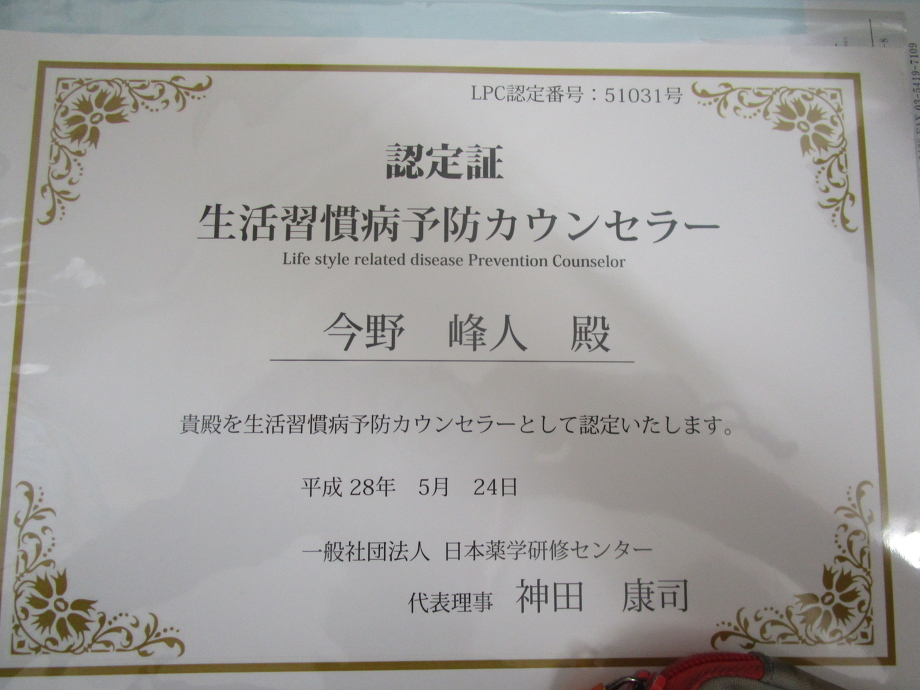 LPC認定番号：51031号
認定証
生活習慣病予防カウンセラー
Life style related disease Prevention Counselor
今野　峰人　殿
貴殿を生活習慣病予防カウンセラーとして認定いたします。
平成 28年　5月　24日
一般社団法人 日本薬学研修センター
代表理事　神田　康司